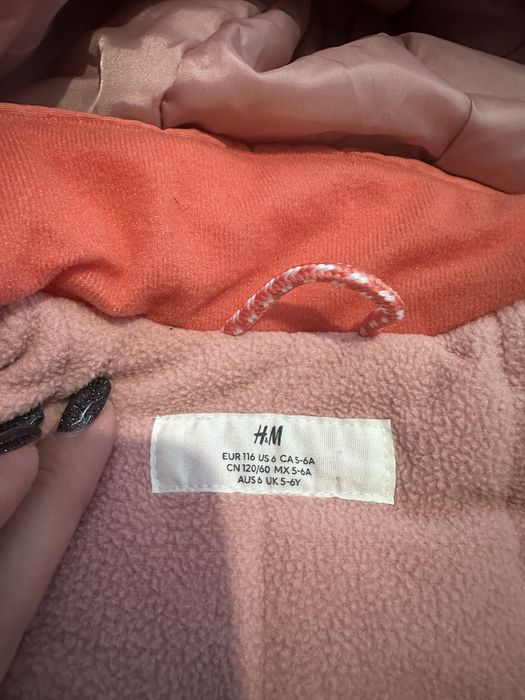 H&M
EUR 116 US 6 CA 5-6A
CN 120/60 MX 5-6A
AUS 6 UK 5-6Y